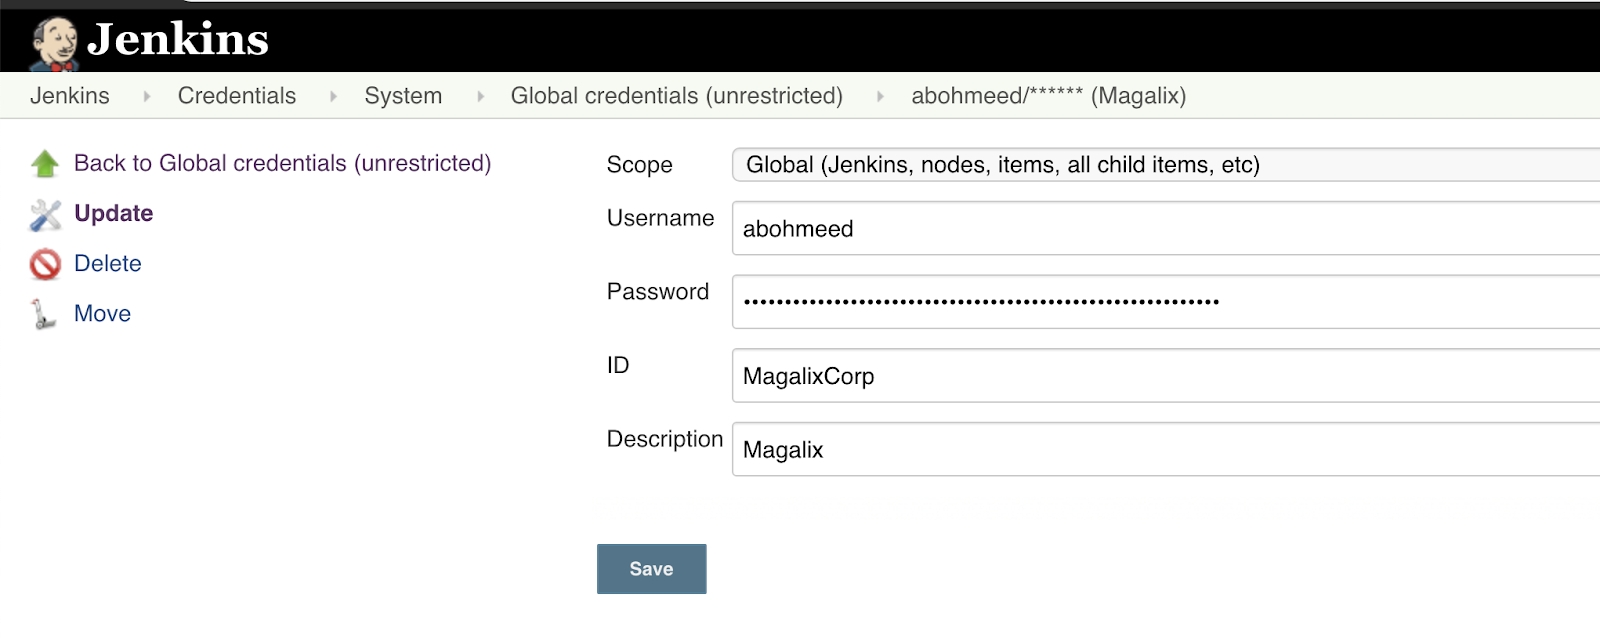 Jenkins
Jenkins Credentials System Global credentials (unrestricted) abohmeed/****** (Magalix)
Back to Global credentials (unrestricted)
Update
Delete
Move
Scope Global (Jenkins, nodes, items, all child items, etc)
Username abohmeed
Password ••••••••••••••••••••••••••••••••••••••••••••••••••••••••
ID MagalixCorp
Description Magalix
Save